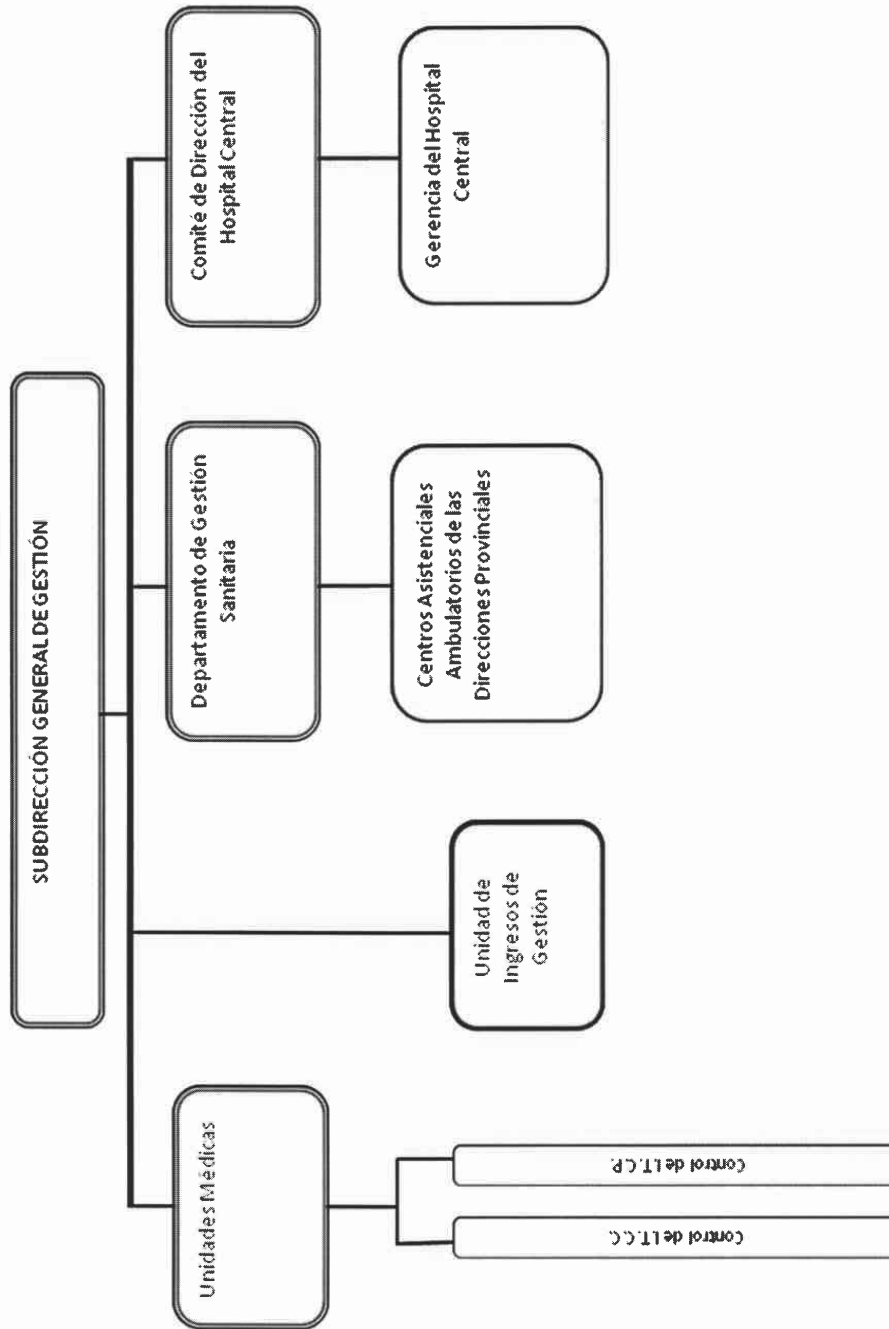 SUBDIRECCIÓN GENERAL DE GESTIÓN
Unidades Médicas
Departamento de Gestión
Sanitaria
Comité de Dirección del
Hospital Central
Unidad de
Ingresos de
Gestión
Centros Asistenciales
Ambulatorios de las
Direcciones Provinciales
Gerencia del Hospital
Central
Control de I.T.C.C.
Control de I.T.C.P.